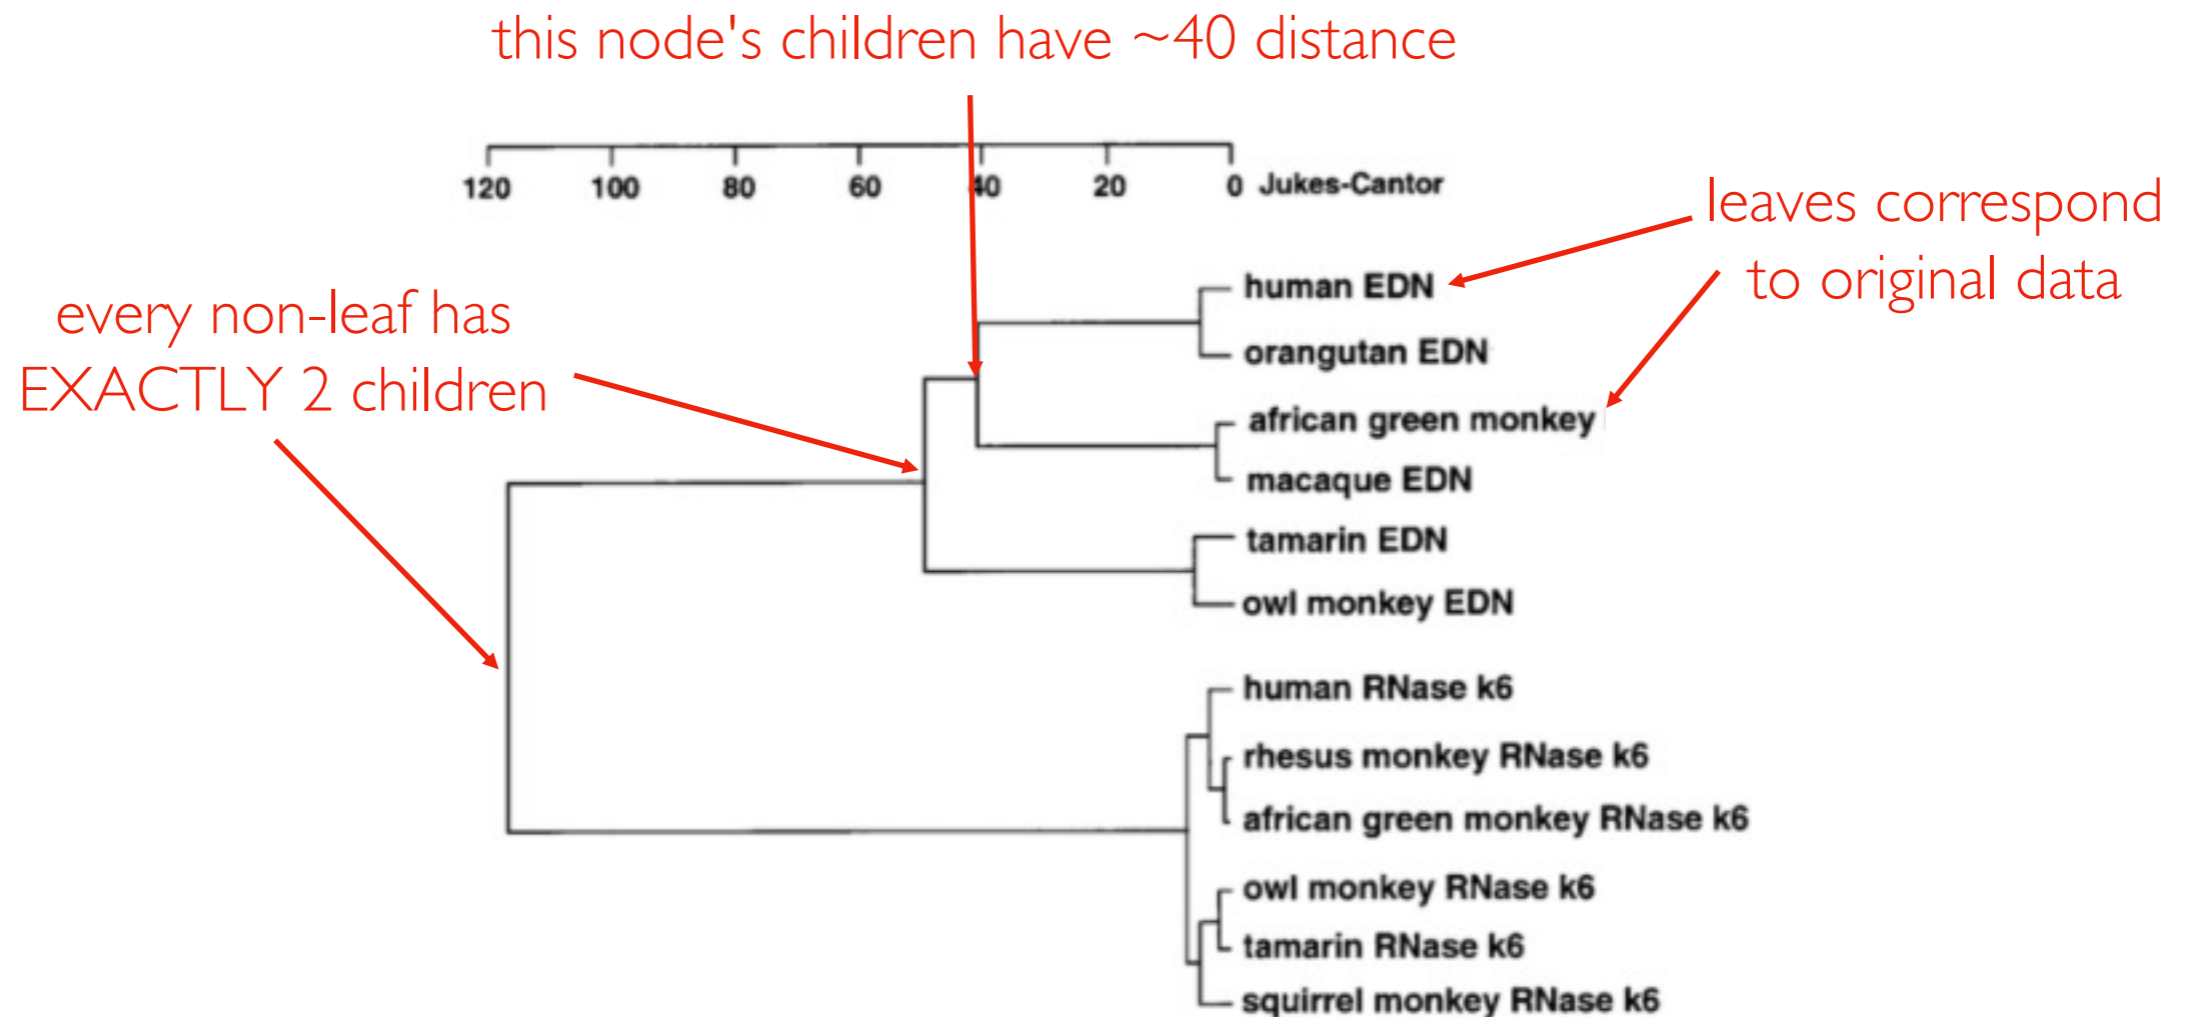 this node's children have ~40 distance
120 100 80 60 40 20 0 Jukes-Cantor
leaves correspond
to original data
every non-leaf has
EXACTLY 2 children
human EDN
orangutan EDN
african green monkey
macaque EDN
tamarin EDN
owl monkey EDN
human RNase k6
rhesus monkey RNase k6
african green monkey RNase k6
owl monkey RNase k6
tamarin RNase k6
squirrel monkey RNase k6